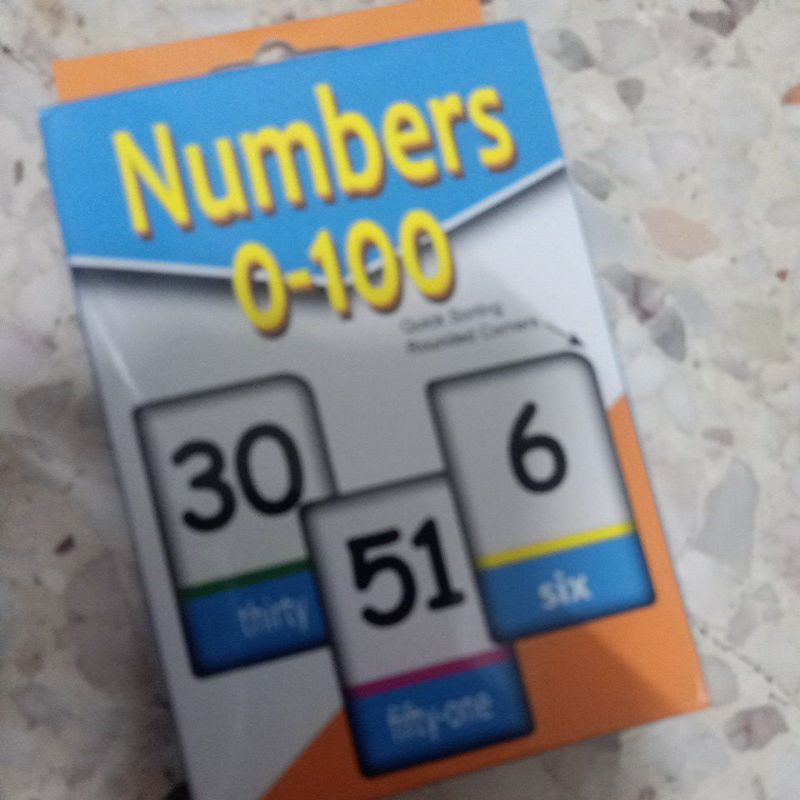 Numbers
0-100
Quick Sorting
Rounded Corners
30
thirty
51
fifty-one
6
six